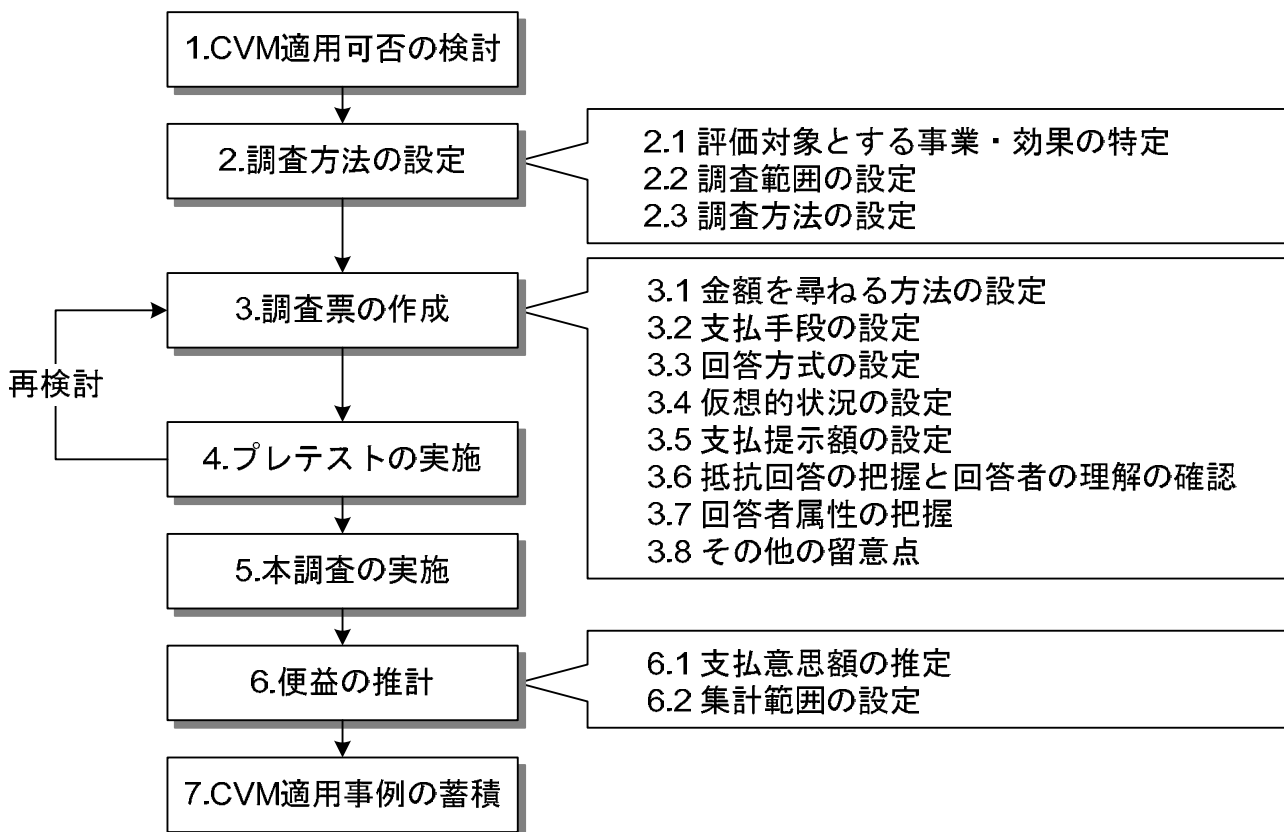 1.CVM適用可否の検討
2.調査方法の設定
2.1 評価対象とする事業・効果の特定
2.2 調査範囲の設定
2.3 調査方法の設定
3.調査票の作成
3.1 金額を尋ねる方法の設定
3.2 支払手段の設定
3.3 回答方式の設定
3.4 仮想的状況の設定
3.5 支払提示額の設定
3.6 抵抗回答の把握と回答者の理解の確認
3.7 回答者属性の把握
3.8 その他の留意点
再検討
4.プレテストの実施
5.本調査の実施
6.便益の推計
6.1 支払意思額の推定
6.2 集計範囲の設定
7.CVM適用事例の蓄積